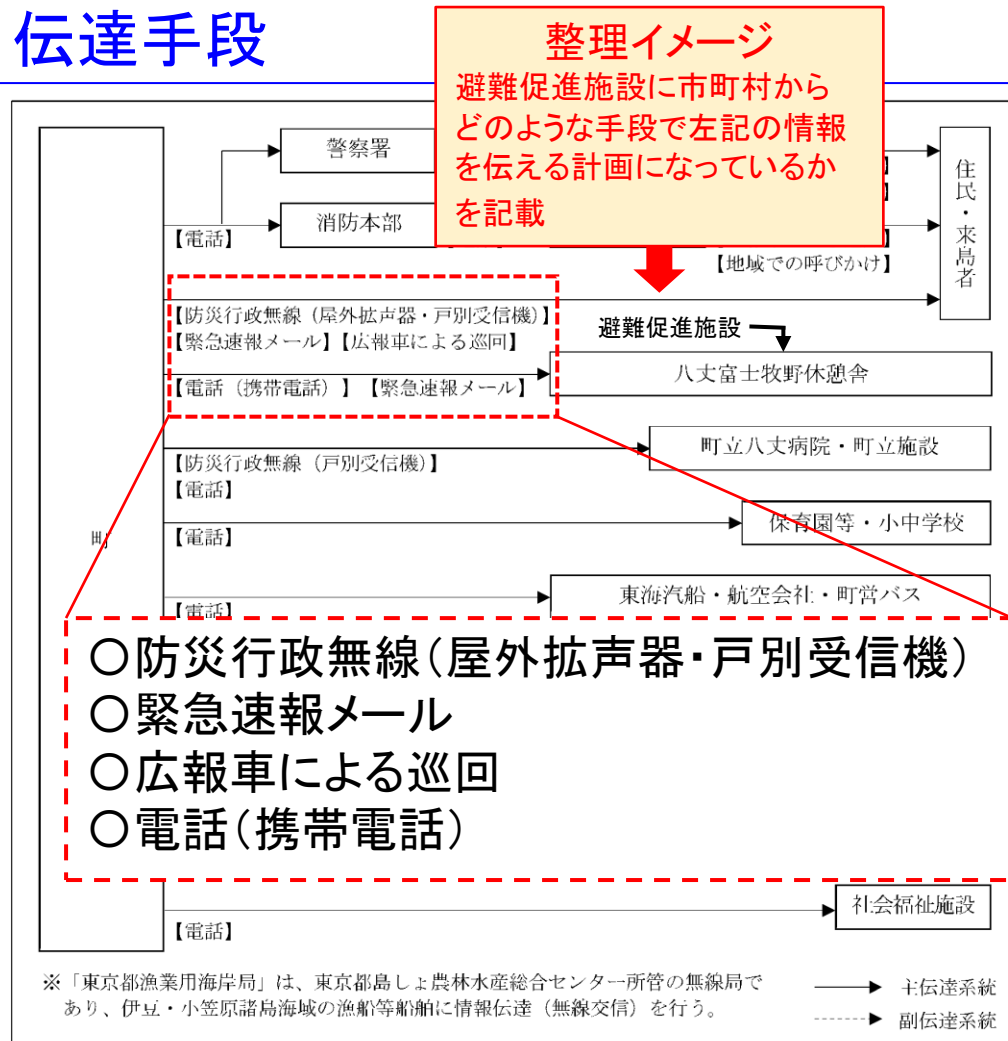 伝達手段
整理イメージ
避難促進施設に市町村から
どのような手段で左記の情報
を伝える計画になっているか
を記載
警察署
消防本部
【電話】
】
】
【地域での呼びかけ】
住民・来島者
【防災行政無線（屋外拡声器・戸別受信機）】
【緊急速報メール】【広報車による巡回】
避難促進施設
八丈富士牧野休憩舎
【電話（携帯電話）】【緊急速報メール】
町立八丈病院・町立施設
【防災行政無線（戸別受信機）】
【電話】
保育園等・小中学校
町
【電話】
東海汽船・航空会社・町営バス
【電話】
〇防災行政無線（屋外拡声器・戸別受信機）
〇緊急速報メール
〇広報車による巡回
〇電話（携帯電話）
社会福祉施設
【電話】
※「東京都漁業用海岸局」は、東京都島しょ農林水産総合センター所管の無線局で
あり、伊豆・小笠原諸島海域の漁船等船舶に情報伝達（無線交信）を行う。
主伝達系統
副伝達系統